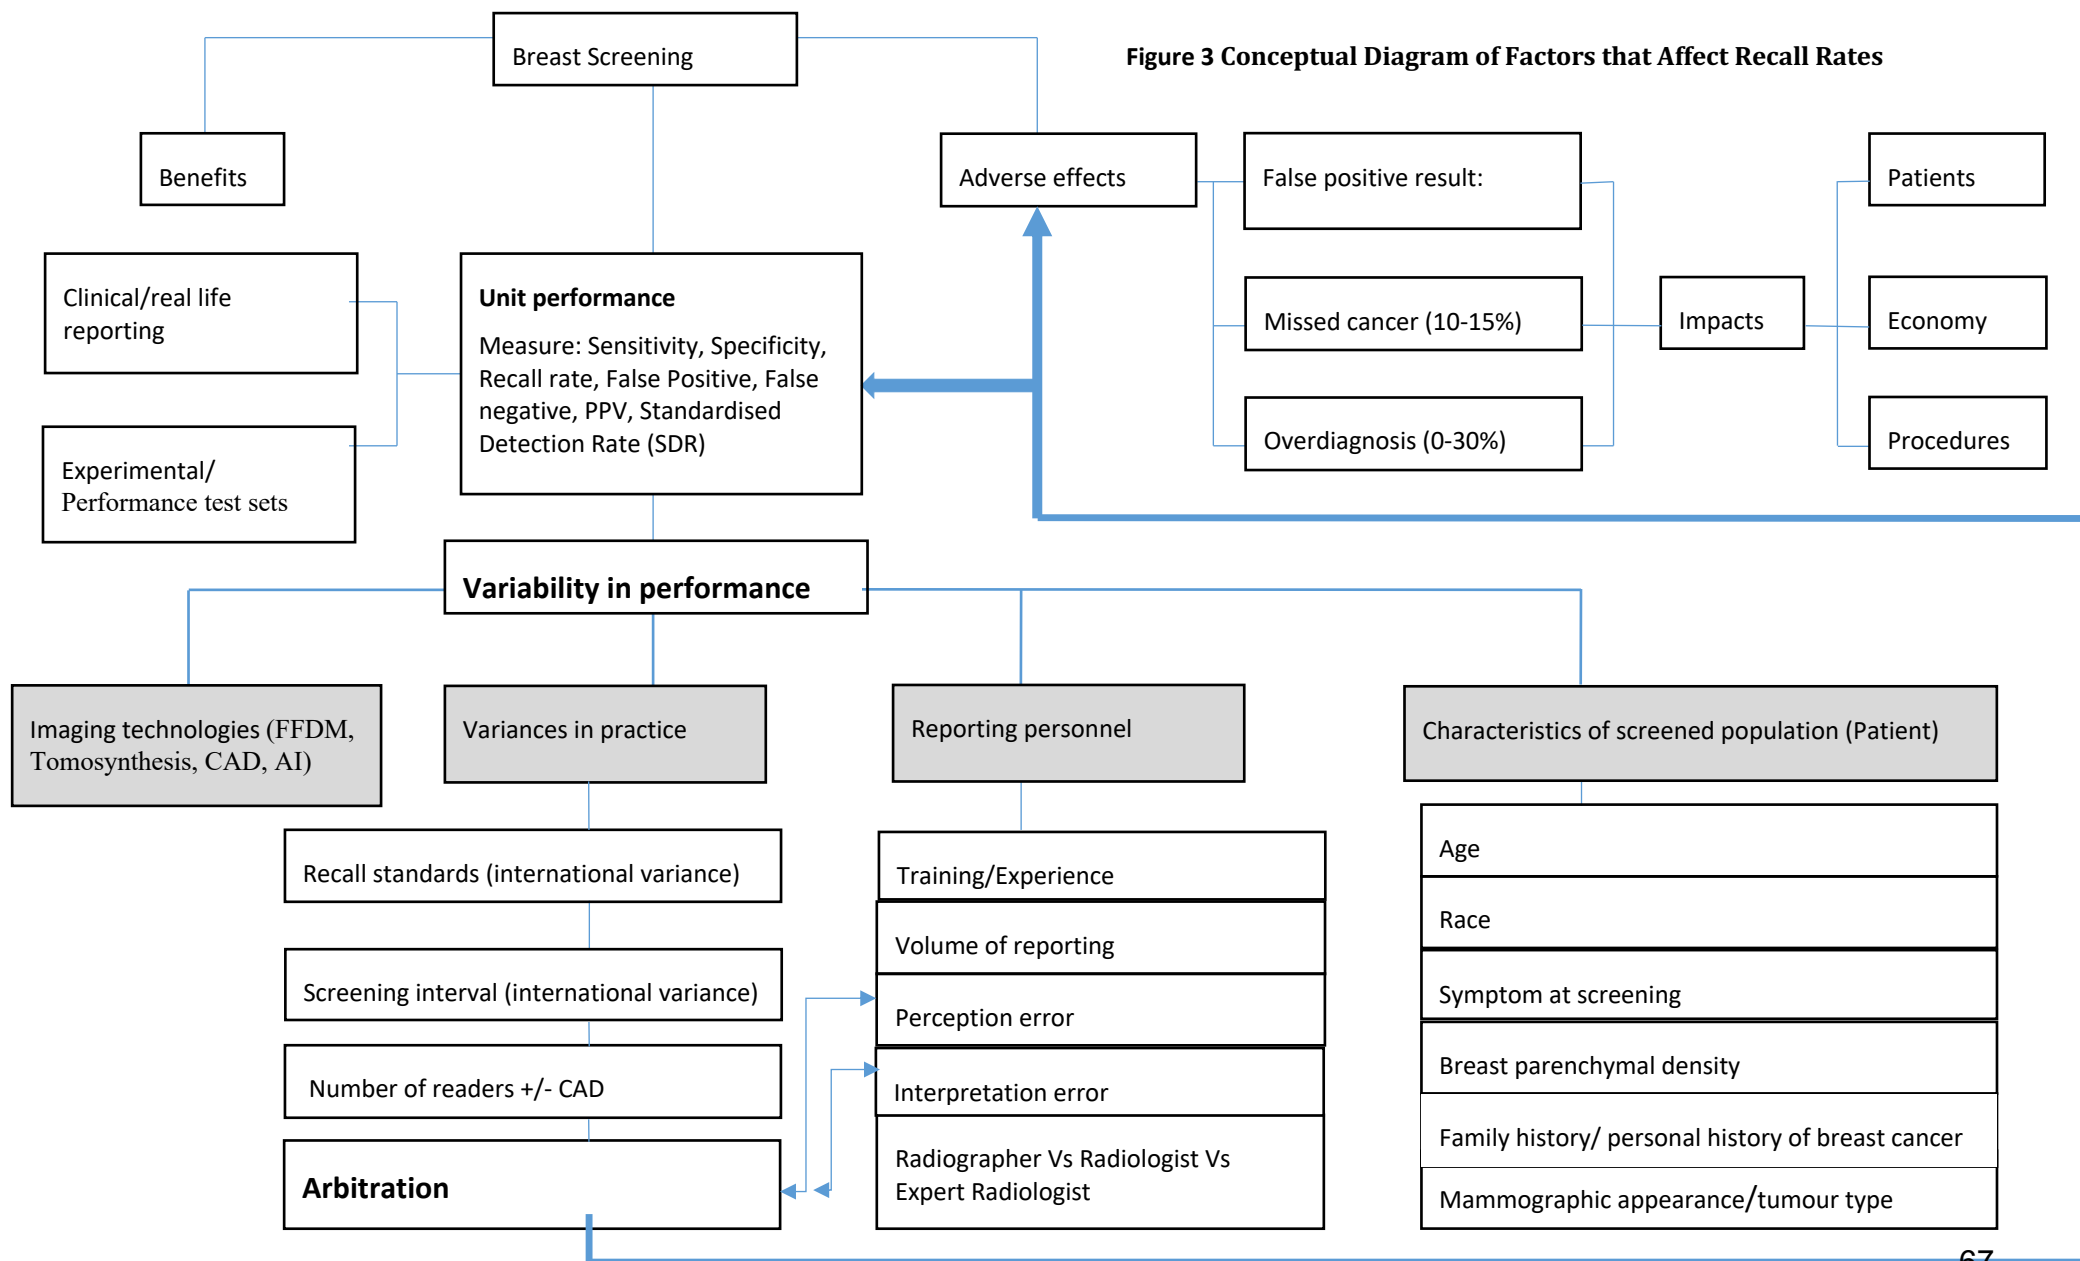 Breast Screening
Figure 3 Conceptual Diagram of Factors that Affect Recall Rates
Benefits
Adverse effects
False positive result:
Patients
Clinical/real life
reporting
Unit performance
Measure: Sensitivity, Specificity,
Recall rate, False Positive, False
negative, PPV, Standardised
Detection Rate (SDR)
Missed cancer (10-15%)
Impacts
Economy
Experimental/
Performance test sets
Overdiagnosis (0-30%)
Procedures
Variability in performance
Imaging technologies (FFDM,
Tomosynthesis, CAD, AI)
Variances in practice
Reporting personnel
Characteristics of screened population (Patient)
Recall standards (international variance)
Screening interval (international variance)
Number of readers +/- CAD
Arbitration
Training/Experience
Volume of reporting
Perception error
Interpretation error
Radiographer Vs Radiologist Vs
Expert Radiologist
Age
Race
Symptom at screening
Breast parenchymal density
Family history/ personal history of breast cancer
Mammographic appearance/tumour type
67